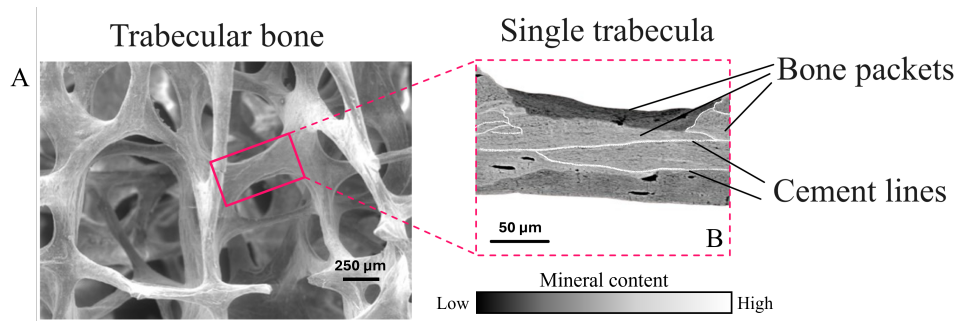 Trabecular bone
Single trabecula
A
Bone packets
Cement lines
250 µm
50 µm
B
Mineral content
Low
High